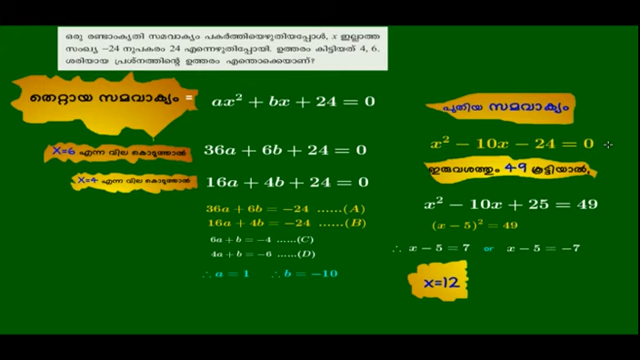 ഒരു രണ്ടാംകൃതി സമവാക്യം പകർത്തിയെഴുതിയപ്പോൾ, x ഇല്ലാത്ത
സംഖ്യ −24 നുപകരം 24 എന്നെഴുതിപ്പോയി. ഉത്തരം കിട്ടിയത് 4, 6.
ശരിയായ പ്രശ്നത്തിന്റെ ഉത്തരം എന്തൊക്കെയാണ്?
തെറ്റായ സമവാക്യം = ax² + bx + 24 = 0
X=6 എന്ന വില കൊടുത്താൽ 36a + 6b + 24 = 0
X=4 എന്ന വില കൊടുത്താൽ 16a + 4b + 24 = 0
36a + 6b = −24 ......(A)
16a + 4b = −24 ......(B)
6a + b = −4 ......(C)
4a + b = −6 ......(D)
∴ a = 1 ∴ b = −10
പുതിയ സമവാക്യം
x² − 10x − 24 = 0
ഇരുവശത്തും 49 കൂട്ടിയാൽ
x² − 10x + 25 = 49
(x − 5)² = 49
∴ x − 5 = 7 or x − 5 = −7
x=12